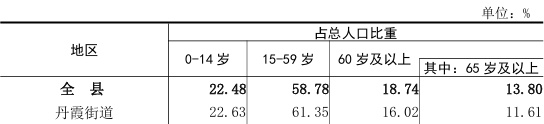 单位：%
地区 占总人口比重
0-14 岁 15-59 岁 60 岁及以上
其中：65 岁及以上
全 县 22.48 58.78 18.74 13.80
丹霞街道 22.63 61.35 16.02 11.61